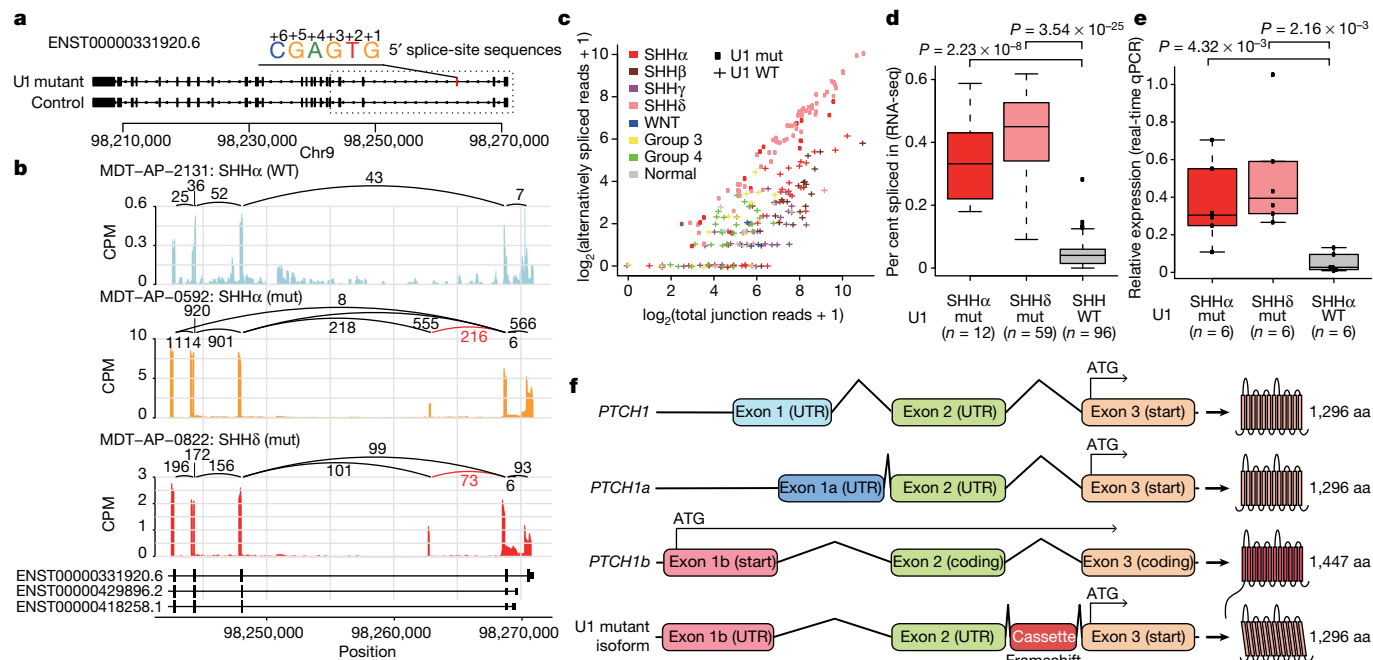 a
ENST00000331920.6
+6+5+4+3+2+1
CGAGTG
5′ splice-site sequences
U1 mutant
Control
98,210,000 98,230,000 98,250,000 98,270,000
Chr9
b
MDT–AP–2131: SHHα (WT)
25 36 52 43 7
CPM
0.6
0.3
0
MDT–AP–0592: SHHα (mut)
8
920 555 566
1114 901 218 216 6
CPM
10
5
0
MDT–AP–0822: SHHδ (mut)
99
172
196 156 101 73 93
6
CPM
3
2
1
0
ENST00000331920.6
ENST00000429896.2
ENST00000418258.1
98,250,000 98,260,000 98,270,000
Position
c
log2(alternatively spliced reads + 1)
10
8
6
4
2
0
SHHα
SHHβ
SHHγ
SHHδ
WNT
Group 3
Group 4
Normal
U1 mut
U1 WT
0 2 4 6 8 10
log2(total junction reads + 1)
d
P = 3.54 × 10−25
P = 2.23 × 10−8
Per cent spliced in (RNA-seq)
0.6
0.4
0.2
0
SHHα SHHδ SHH
U1 mut mut WT
(n = 12) (n = 59) (n = 96)
e
P = 2.16 × 10−3
P = 4.32 × 10−3
Relative expression (real-time qPCR)
1.0
0.8
0.6
0.4
0.2
0
SHHα SHHδ SHHα
U1 mut mut WT
(n = 6) (n = 6) (n = 6)
f
ATG
PTCH1 Exon 1 (UTR) Exon 2 (UTR) Exon 3 (start) 1,296 aa
ATG
PTCH1a Exon 1a (UTR) Exon 2 (UTR) Exon 3 (start) 1,296 aa
ATG
PTCH1b Exon 1b (start) Exon 2 (coding) Exon 3 (coding) 1,447 aa
ATG
U1 mutant
isoform
Exon 1b (UTR) Exon 2 (UTR) Cassette Exon 3 (start) 1,296 aa